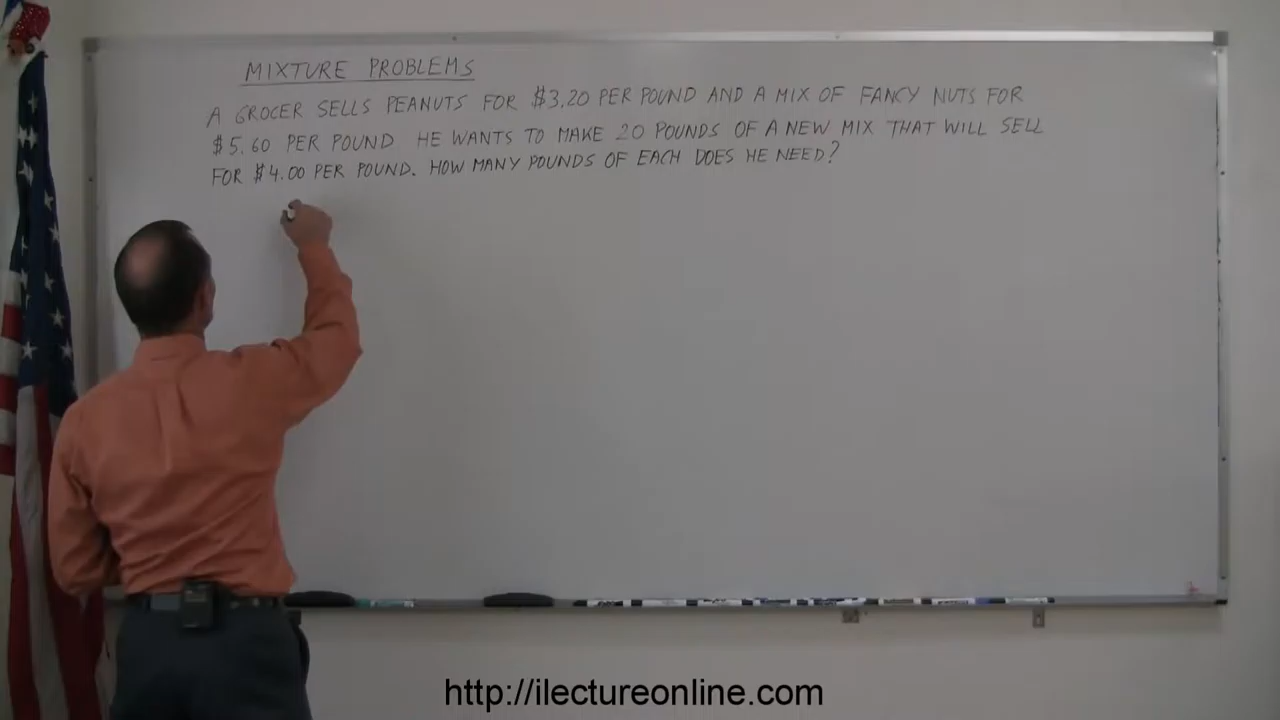 MIXTURE PROBLEMS
A GROCER SELLS PEANUTS FOR $3.20 PER POUND AND A MIX OF FANCY NUTS FOR
$5.60 PER POUND HE WANTS TO MAKE 20 POUNDS OF A NEW MIX THAT WILL SELL
FOR $4.00 PER POUND. HOW MANY POUNDS OF EACH DOES HE NEED?
http://ilectureonline.com